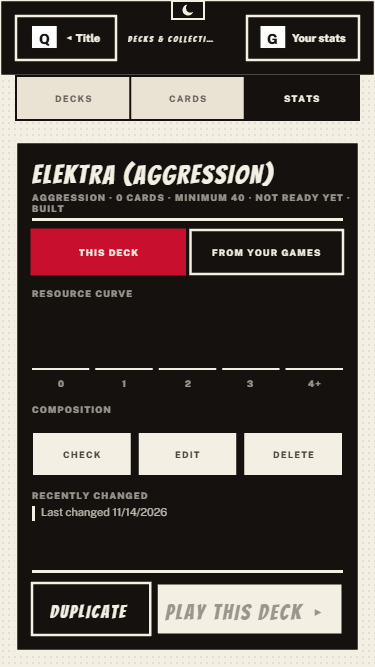 Q ◂ Title
DECKS & COLLECTI...
G Your stats
DECKS
CARDS
STATS
ELEKTRA (AGGRESSION)
AGGRESSION · 0 CARDS · MINIMUM 40 · NOT READY YET ·
BUILT
THIS DECK
FROM YOUR GAMES
RESOURCE CURVE
0 1 2 3 4+
COMPOSITION
CHECK
EDIT
DELETE
RECENTLY CHANGED
Last changed 11/14/2026
DUPLICATE
PLAY THIS DECK ▸